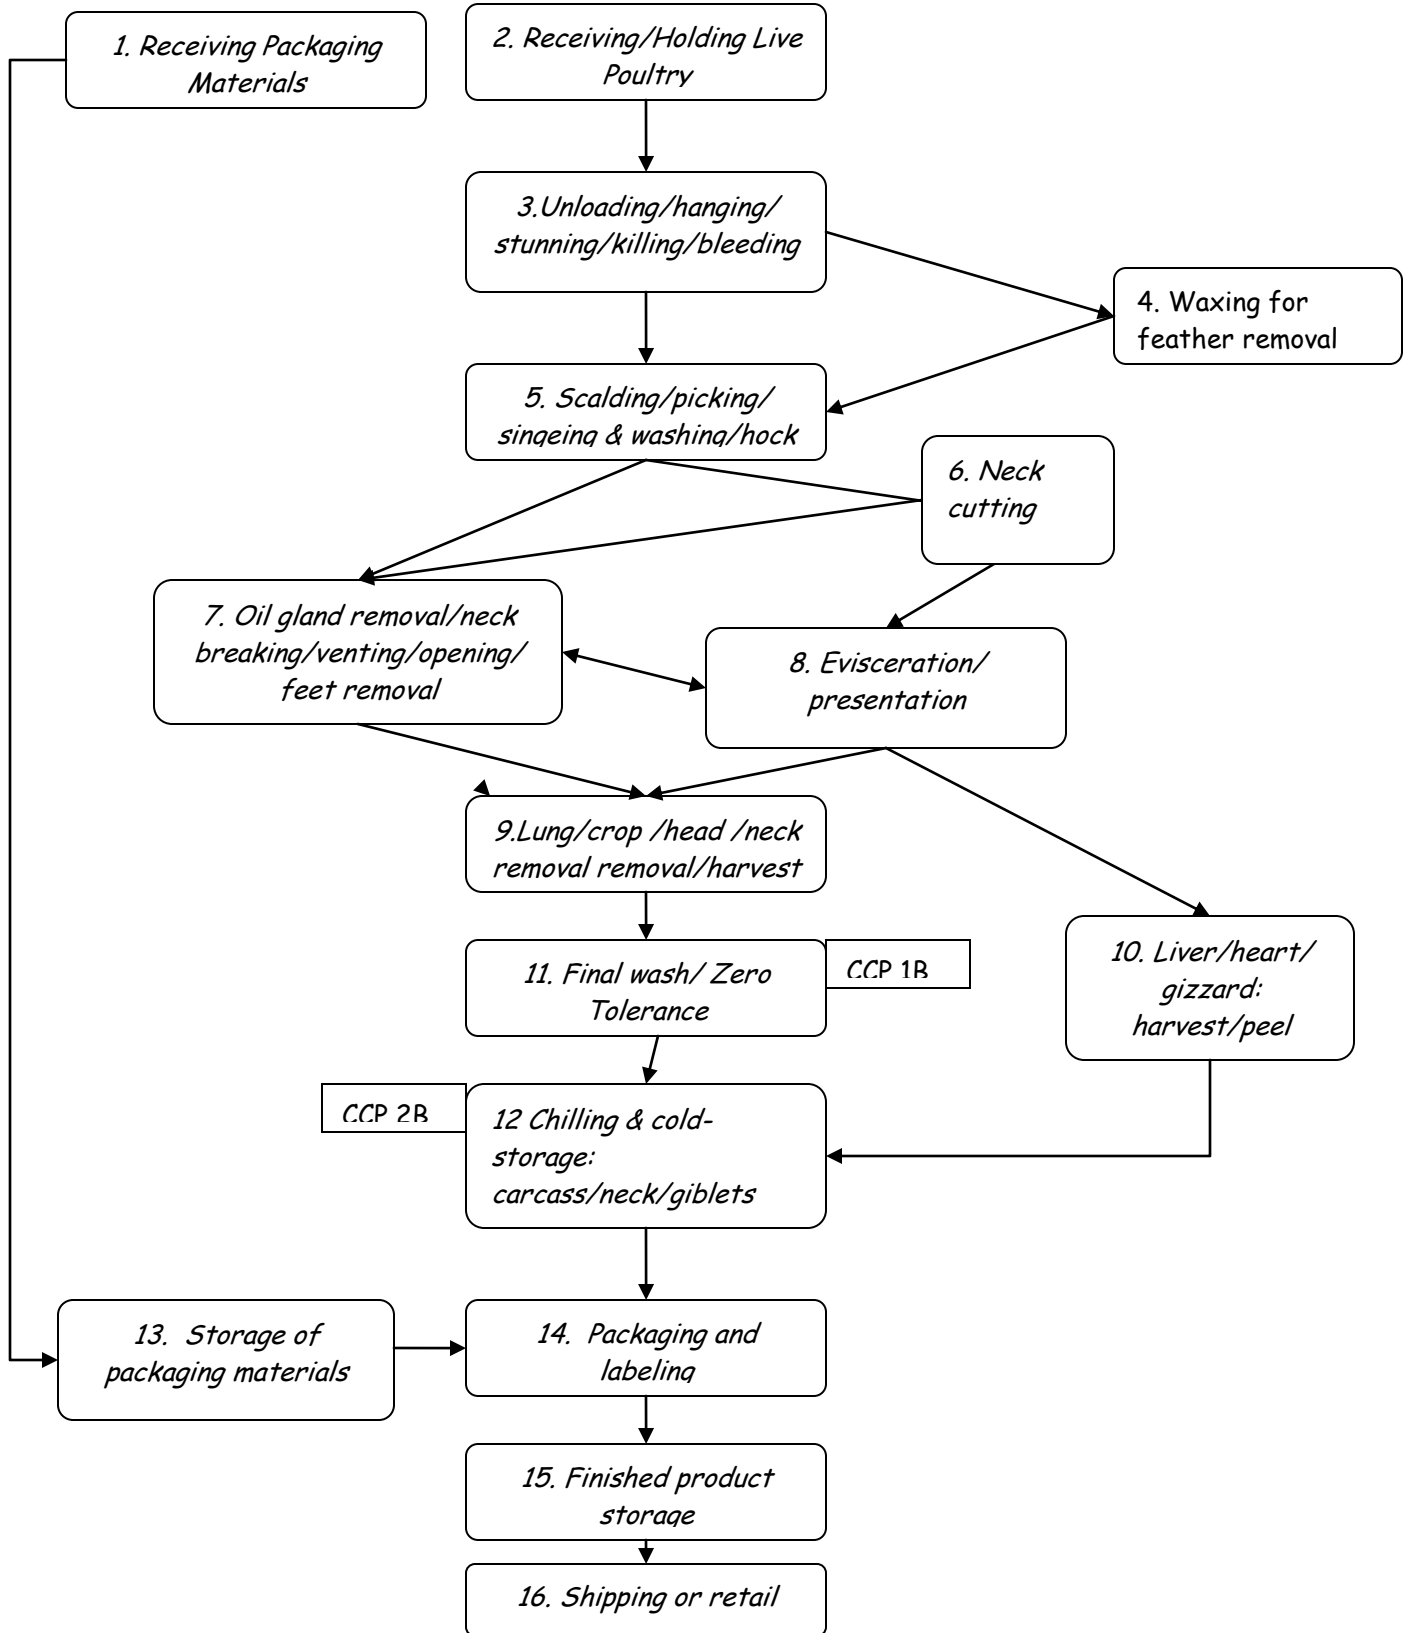 1. Receiving Packaging
Materials
2. Receiving/Holding Live
Poultry
3.Unloading/hanging/
stunning/killing/bleeding
4. Waxing for
feather removal
5. Scalding/picking/
singeing & washing/hock
6. Neck
cutting
7. Oil gland removal/neck
breaking/venting/opening/
feet removal
8. Evisceration/
presentation
9.Lung/crop /head /neck
removal removal/harvest
10. Liver/heart/
gizzard:
harvest/peel
11. Final wash/ Zero
Tolerance
CCP 1B
CCP 2B
12 Chilling & cold-
storage:
carcass/neck/giblets
13. Storage of
packaging materials
14. Packaging and
labeling
15. Finished product
storage
16. Shipping or retail